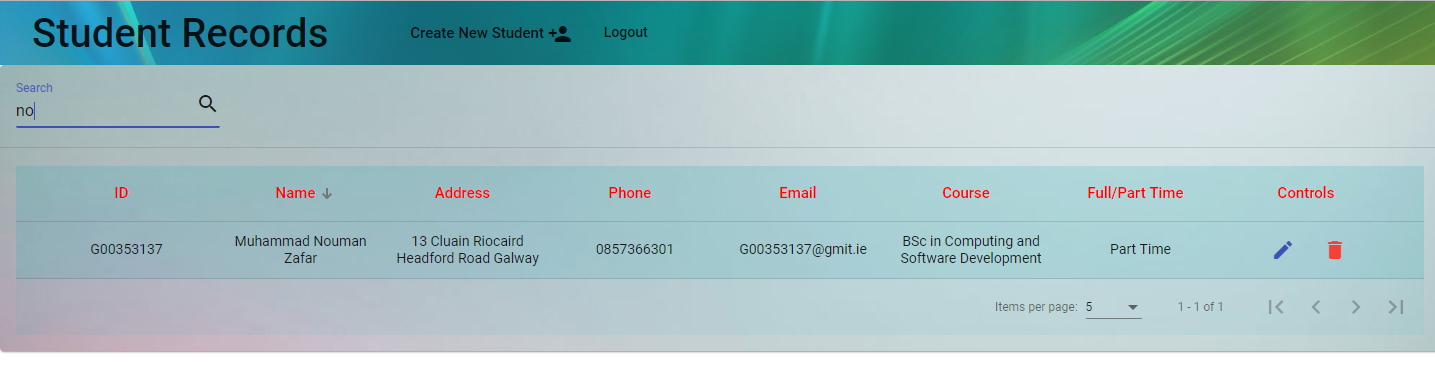 Student Records
Create New Student
Logout
Search
no
ID Name Address Phone Email Course Full/Part Time Controls
G00353137
Muhammad Nouman
Zafar
13 Cluain Riocaird
Headford Road Galway
0857366301
G00353137@gmit.ie
BSc in Computing and
Software Development
Part Time
Items per page: 5
1 - 1 of 1